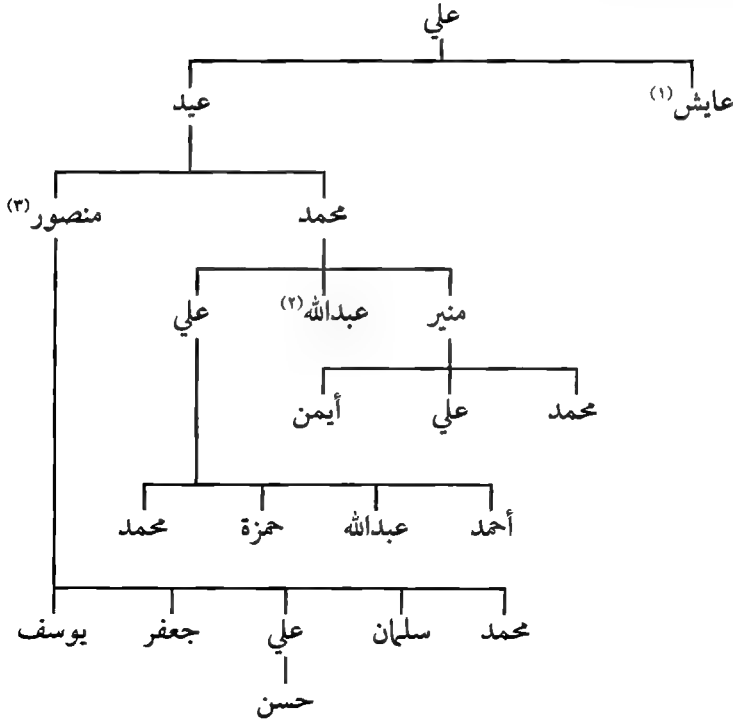 علي
عايش (١) عيد
محمد منصور (٣)
منير عبدالله (٢) علي
محمد علي أيمن
أحمد عبدالله حمزة محمد
محمد سلمان علي جعفر يوسف
حسن